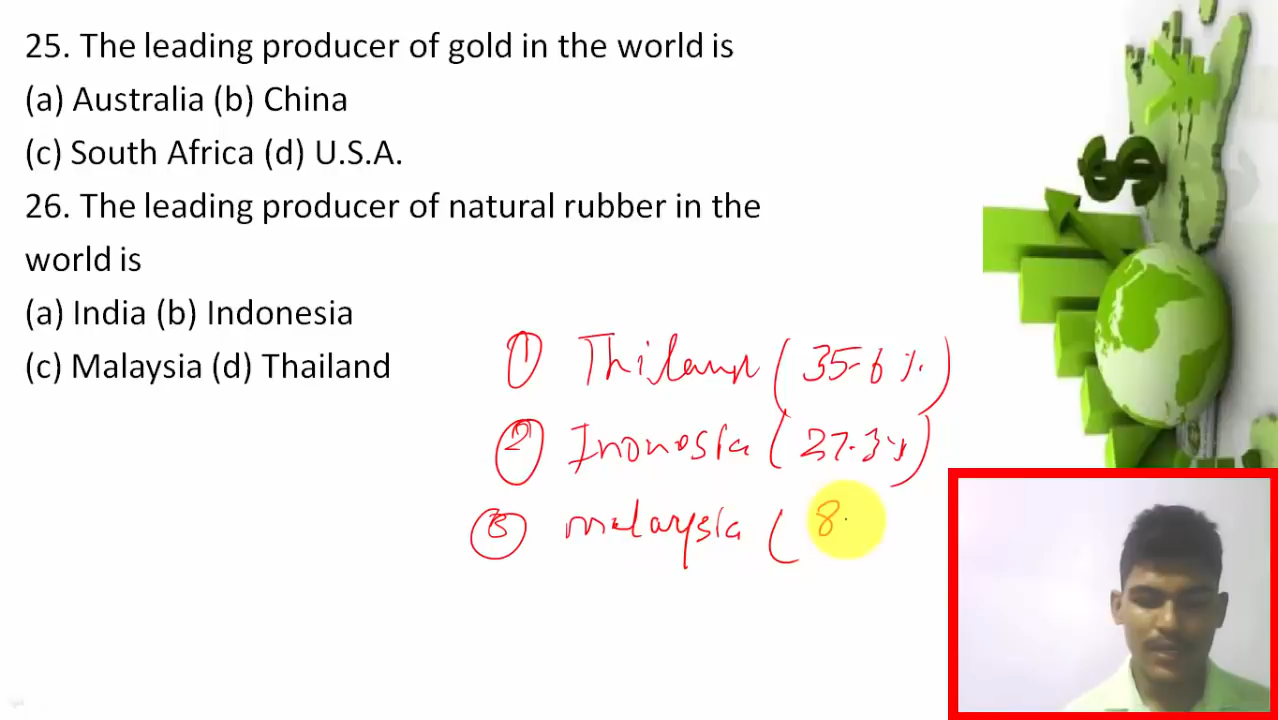 25. The leading producer of gold in the world is
(a) Australia (b) China
(c) South Africa (d) U.S.A.
26. The leading producer of natural rubber in the
world is
(a) India (b) Indonesia
(c) Malaysia (d) Thailand
① Thiland (35.6%)
② Inonesia (27.3%)
③ malaysia (8.
$